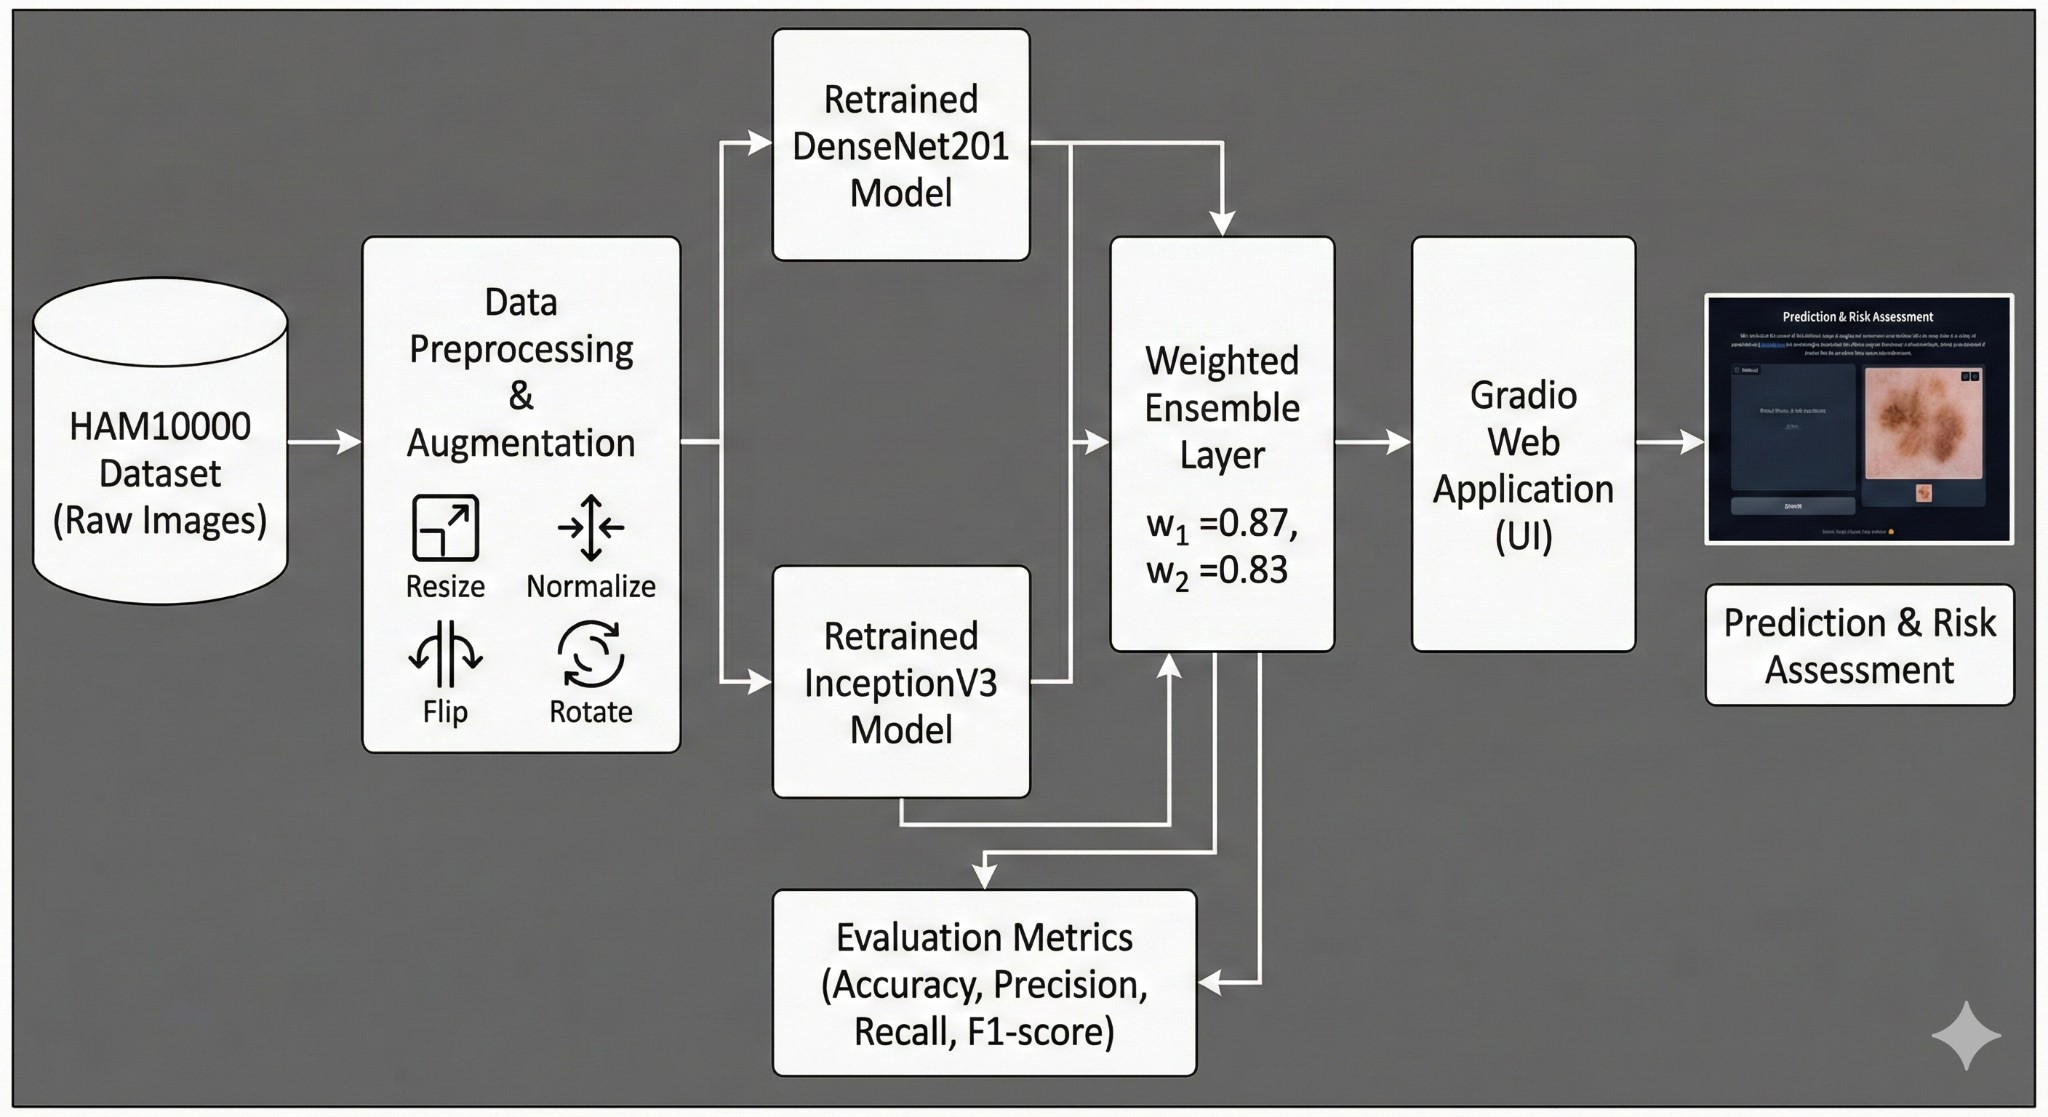 HAM10000
Dataset
(Raw Images)
Data
Preprocessing
&
Augmentation
Resize
Normalize
Flip
Rotate
Retrained
DenseNet201
Model
Retrained
InceptionV3
Model
Weighted
Ensemble
Layer
w₁ =0.87,
w₂ =0.83
Gradio
Web
Application
(UI)
Prediction & Risk Assessment
Prediction & Risk
Assessment
Evaluation Metrics
(Accuracy, Precision,
Recall, F1-score)